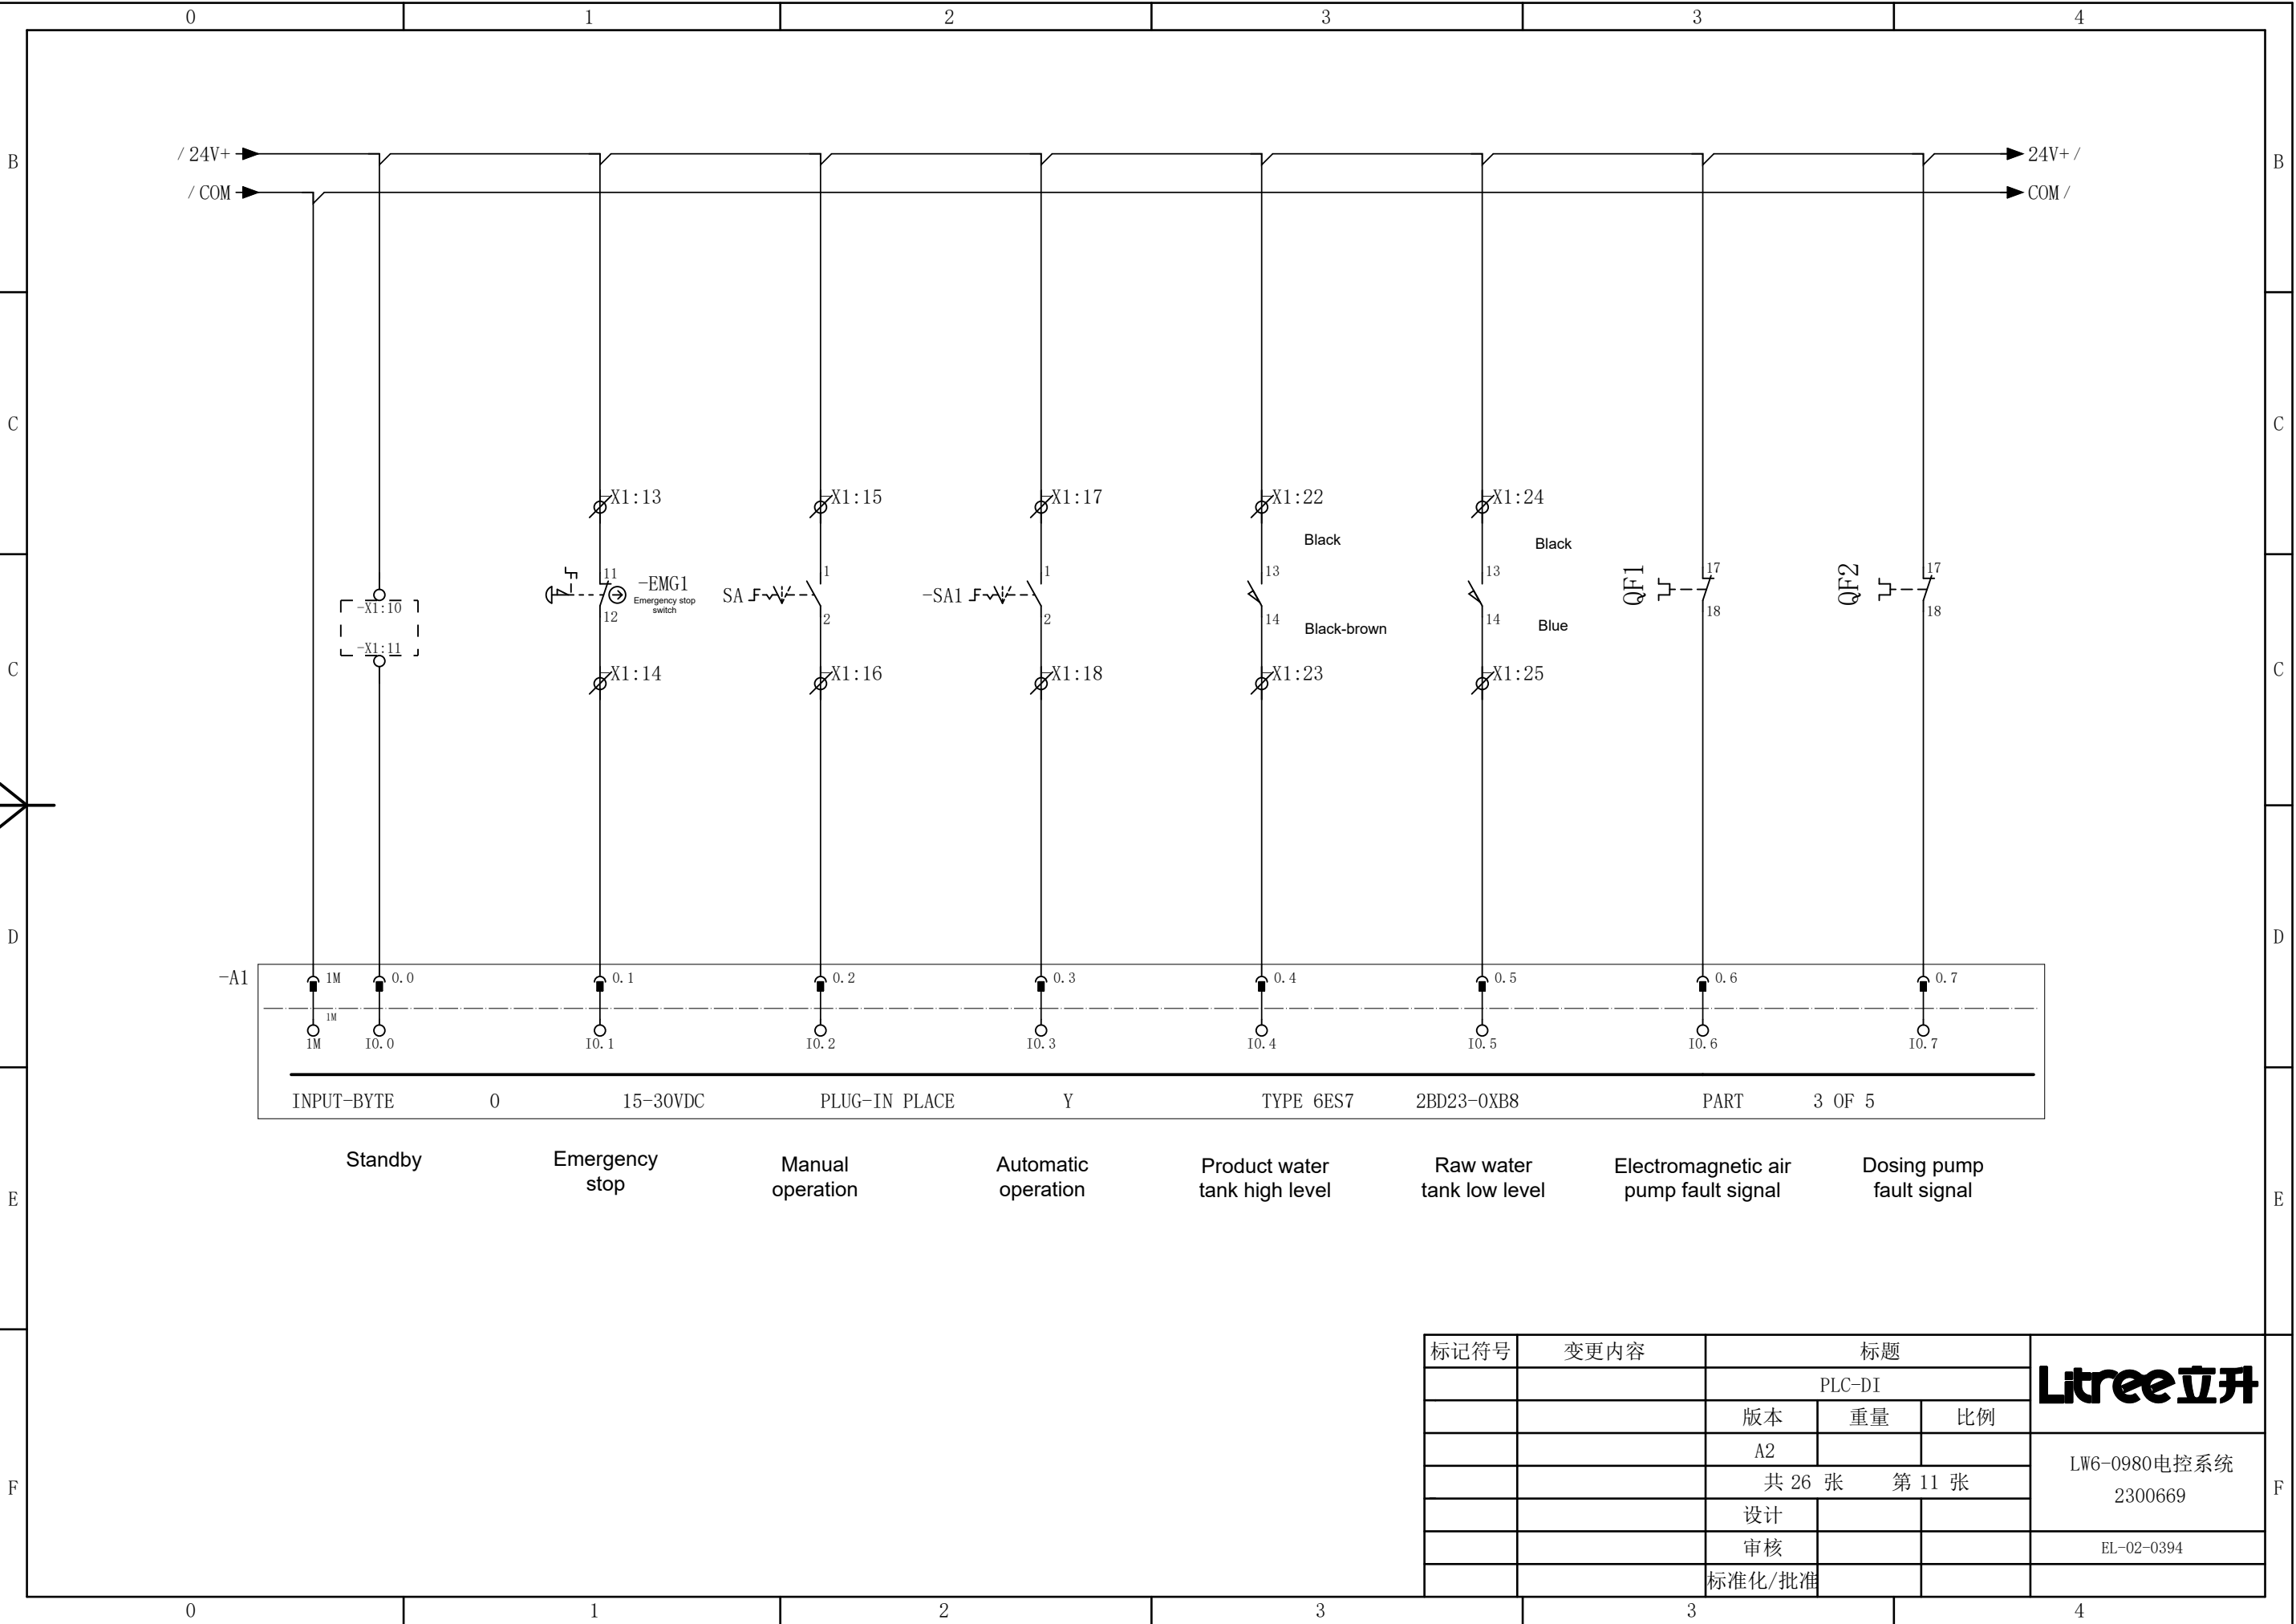 0 1 2 3 3 4
B B
/ 24V+ 24V+ /
/ COM COM /
C C
X1:13 X1:15 X1:17 X1:22 X1:24
Black Black
11 1 1 13 13 17 17
-EMG1
Emergency stop
switch
SA -SA1 QF1 QF2
-X1:10
12 2 2 14 14 18 18
Black-brown Blue
-X1:11
X1:14 X1:16 X1:18 X1:23 X1:25
C C
D D
-A1 1M 0.0 0.1 0.2 0.3 0.4 0.5 0.6 0.7
1M
1M I0.0 I0.1 I0.2 I0.3 I0.4 I0.5 I0.6 I0.7
INPUT-BYTE 0 15-30VDC PLUG-IN PLACE Y TYPE 6ES7 2BD23-0XB8 PART 3 OF 5
Standby
Emergency
stop
Manual
operation
Automatic
operation
Product water
tank high level
Raw water
tank low level
Electromagnetic air
pump fault signal
Dosing pump
fault signal
E E
标记符号 变更内容 标题
Litree立升
PLC-DI
版本 重量 比例
A2
LW6-0980电控系统
共 26 张 第 11 张
2300669
F F
设计
审核
EL-02-0394
标准化/批准
0 1 2 3 3 4